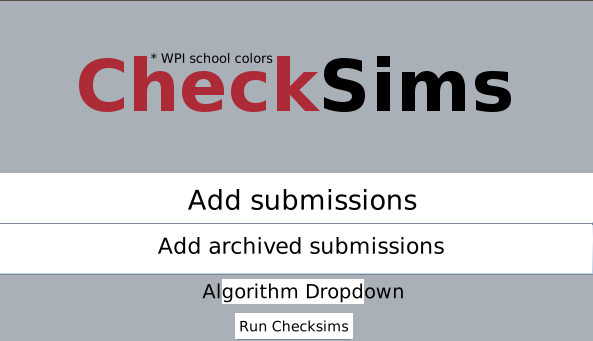 * WPI school colors
CheckSims
Add submissions
Add archived submissions
Algorithm Dropdown
Run Checksims